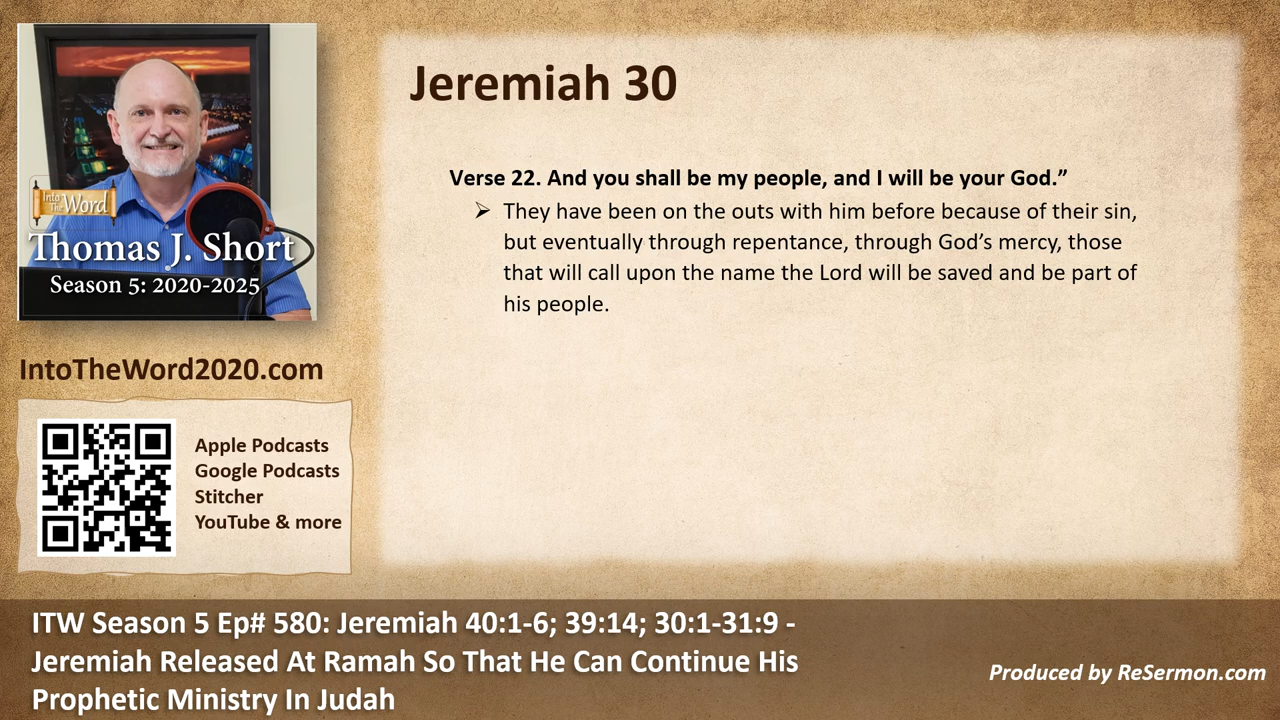 Into
The Word
Thomas J. Short
Season 5: 2020-2025
IntoTheWord2020.com
Apple Podcasts
Google Podcasts
Stitcher
YouTube & more
Jeremiah 30
Verse 22. And you shall be my people, and I will be your God.”
➢ They have been on the outs with him before because of their sin,
but eventually through repentance, through God’s mercy, those
that will call upon the name the Lord will be saved and be part of
his people.
ITW Season 5 Ep# 580: Jeremiah 40:1-6; 39:14; 30:1-31:9 -
Jeremiah Released At Ramah So That He Can Continue His
Prophetic Ministry In Judah
Produced by ReSermon.com